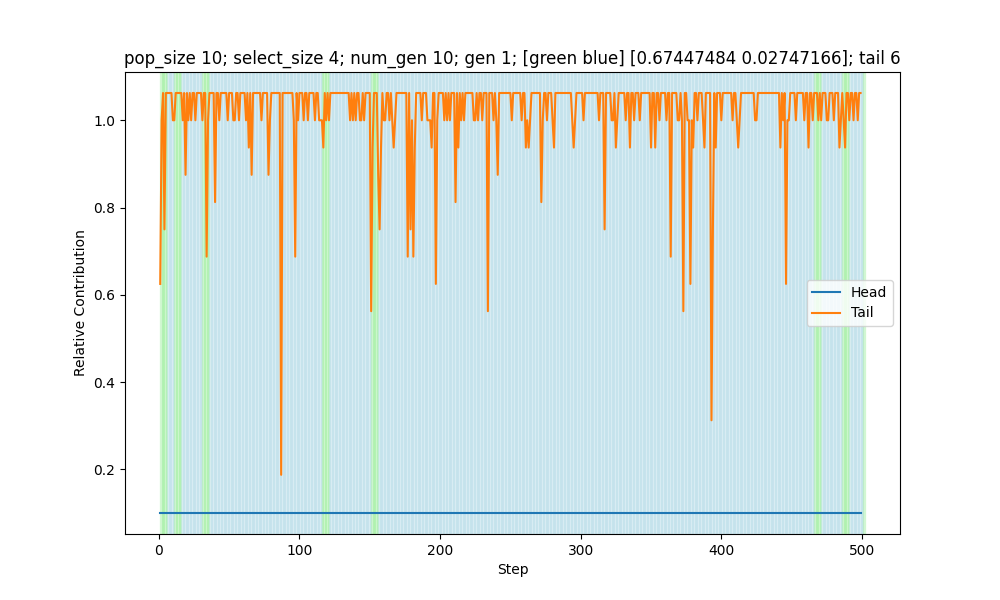 pop_size 10; select_size 4; num_gen 10; gen 1; [green blue] [0.67447484 0.02747166]; tail 6
1.0
0.8
0.6
0.4
0.2
Relative Contribution
Head
Tail
0 100 200 300 400 500
Step